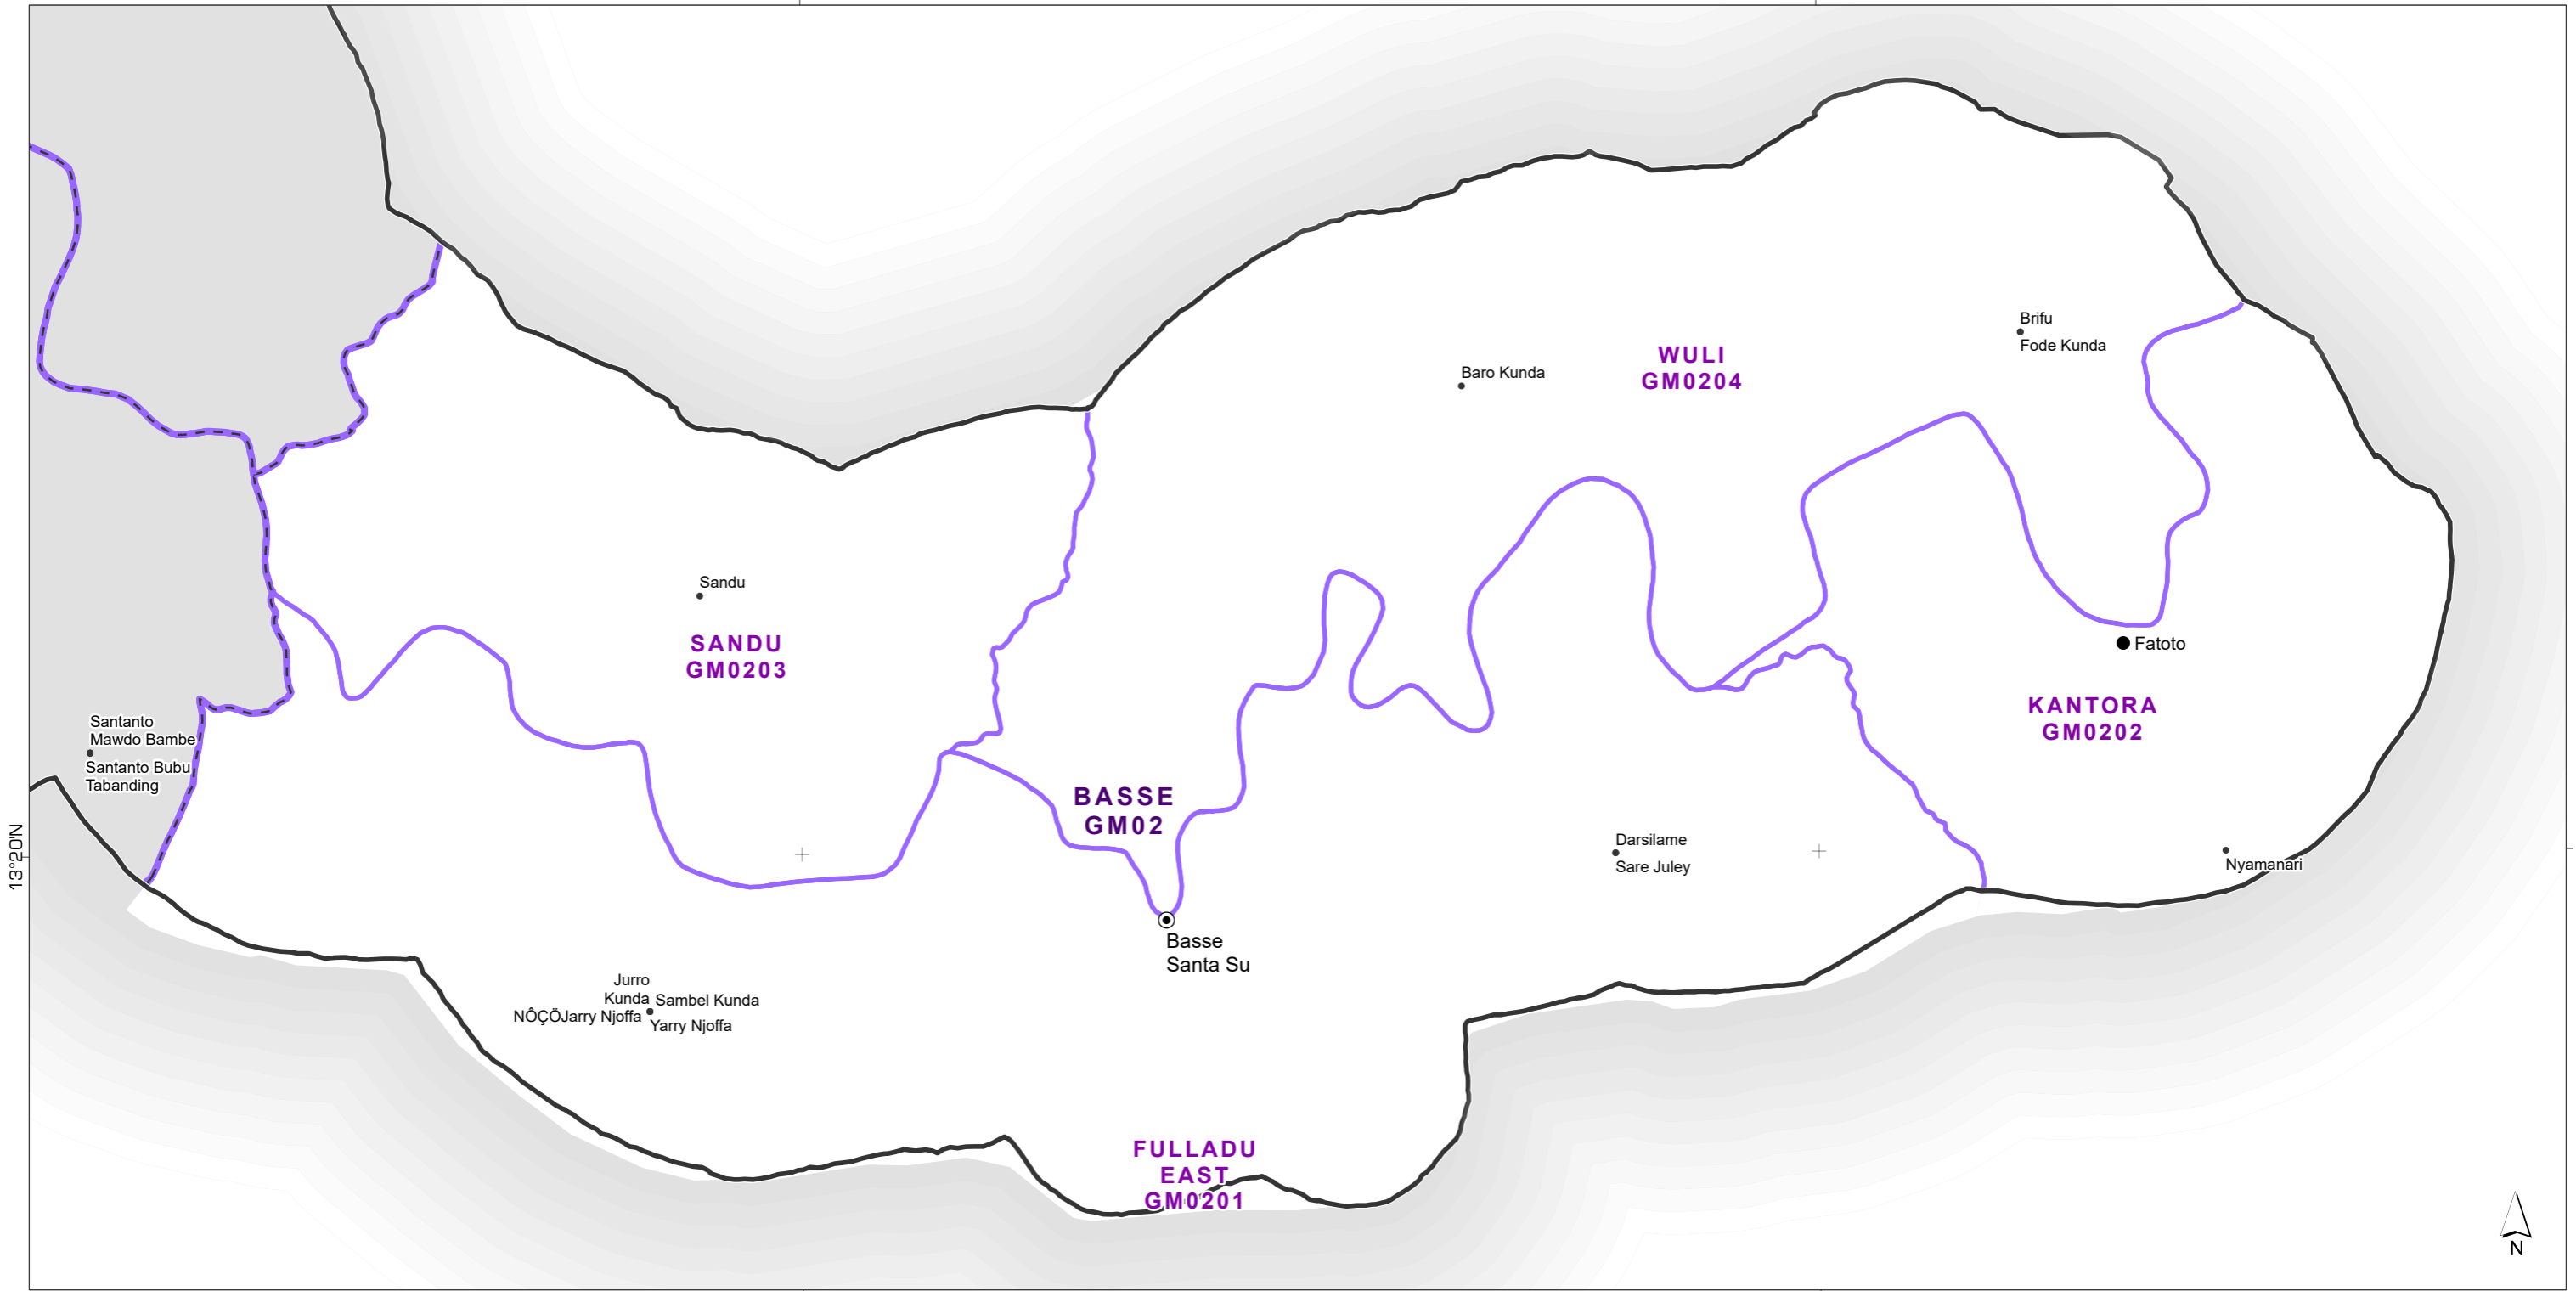 Brifu
Fode Kunda
WULI
GM0204
Baro Kunda
Sandu
SANDU
GM0203
Fatoto
KANTORA
GM0202
Santanto
Mawdo Bambe
Santanto Bubu
Tabanding
BASSE
GM02
13°20'N
Darsilame
Sare Juley
Nyamanari
Basse
Santa Su
Jurro
Kunda
Sambel Kunda
NÔÇÖJarry Njoffa
Yarry Njoffa
FULLADU
EAST
GM0201
N